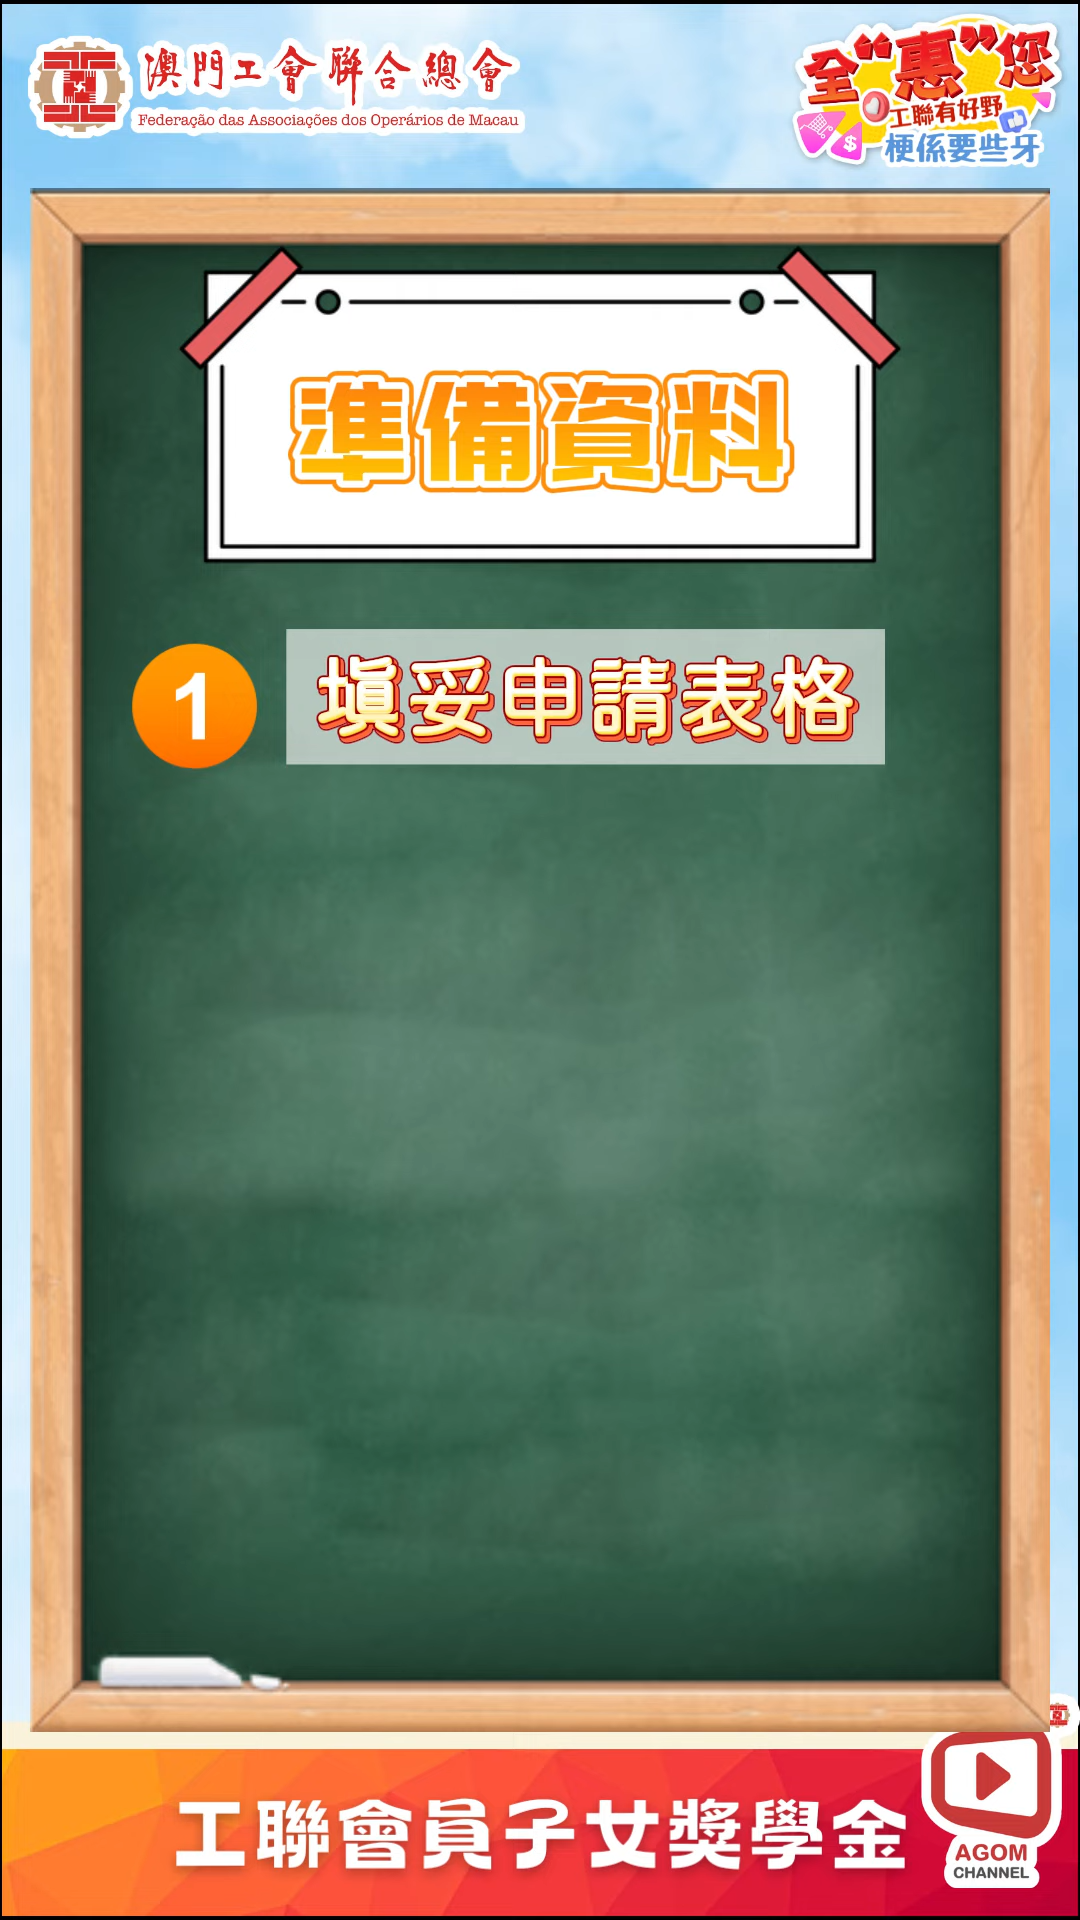 澳門工會聯合總會
Federação das Associações dos Operários de Macau
全“惠”您
工聯有好野
梗係要些牙
準備資料
1 填妥申請表格
工聯會員子女獎學金
AGOM
CHANNEL